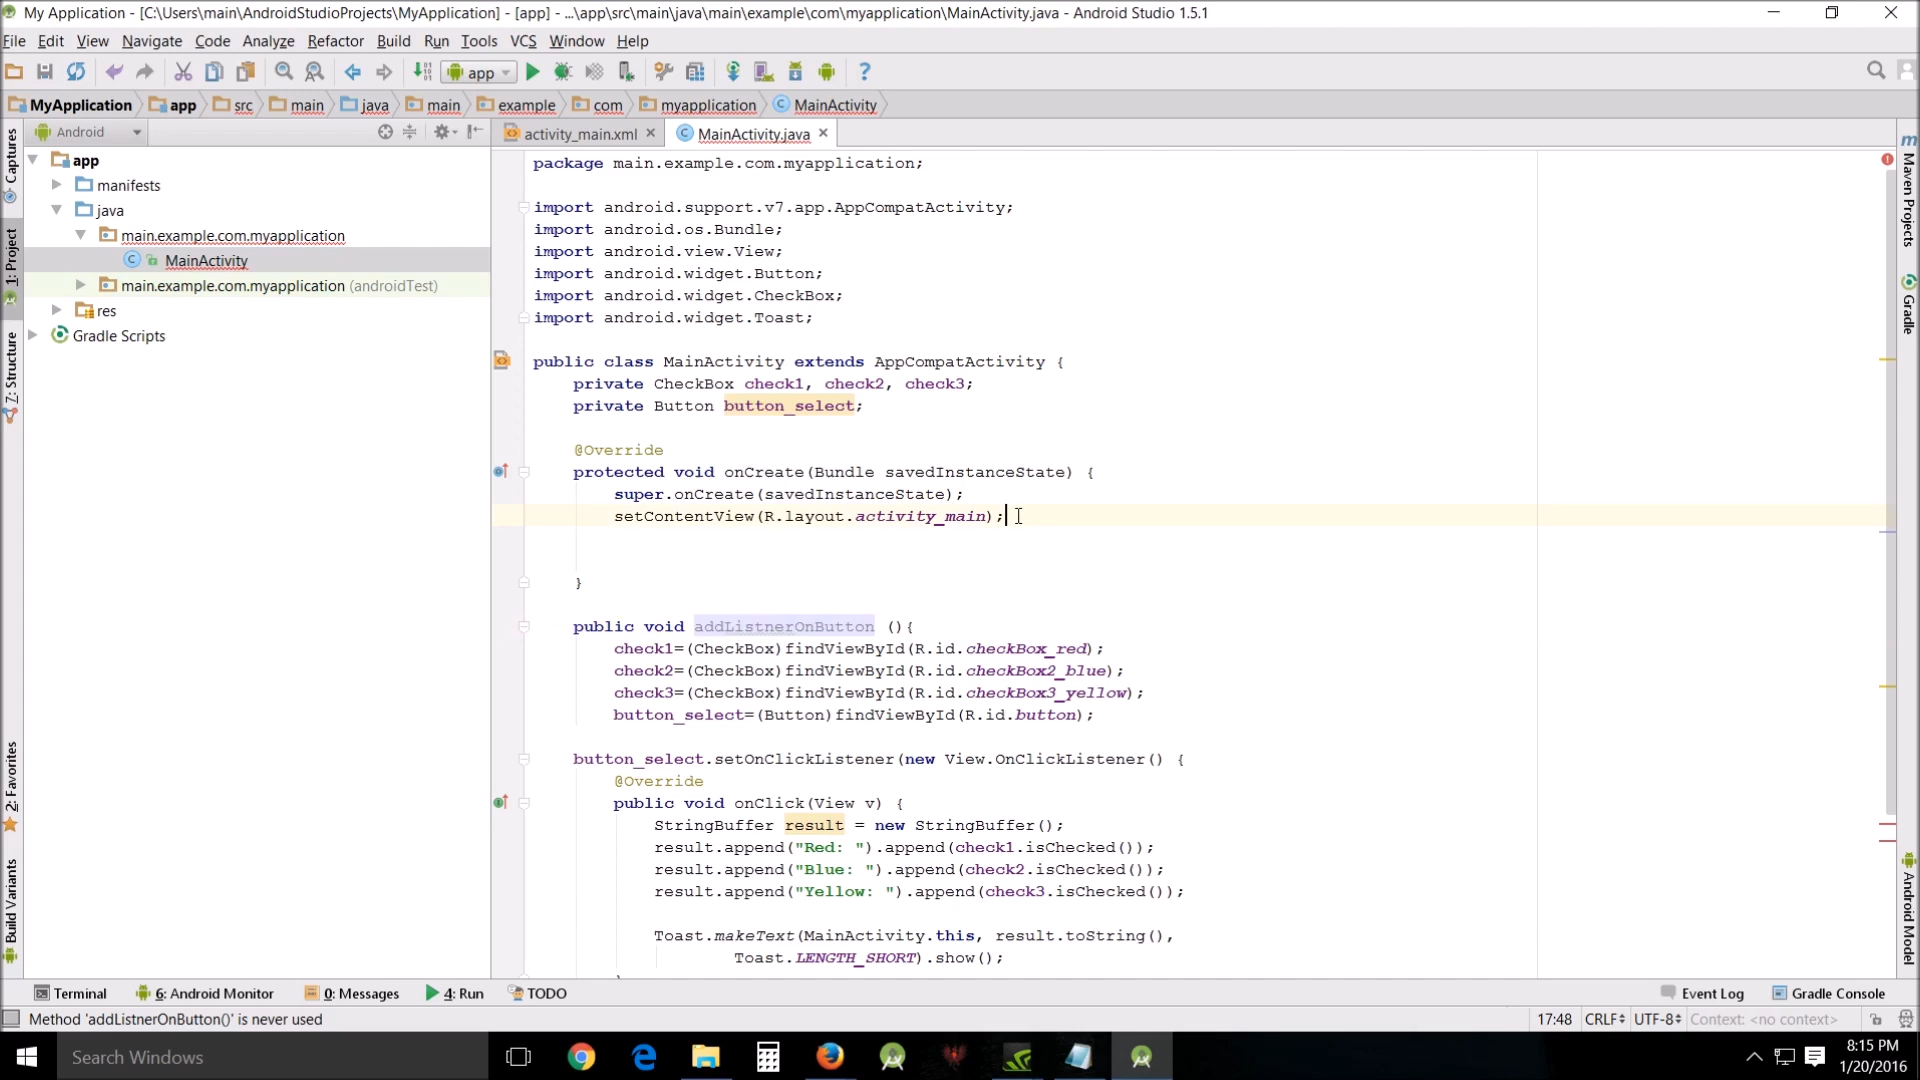 My Application - [C:\Users\main\AndroidStudioProjects\MyApplication] - [app] - ...\app\src\main\java\main\example\com\myapplication\MainActivity.java - Android Studio 1.5.1
File Edit View Navigate Code Analyze Refactor Build Run Tools VCS Window Help
app
MyApplication app src main java main example com myapplication MainActivity
Android
activity_main.xml MainActivity.java
Captures
1: Project
Z: Structure
2: Favorites
Build Variants
app
manifests
java
main.example.com.myapplication
MainActivity
main.example.com.myapplication (androidTest)
res
Gradle Scripts
package main.example.com.myapplication;
import android.support.v7.app.AppCompatActivity;
import android.os.Bundle;
import android.view.View;
import android.widget.Button;
import android.widget.CheckBox;
import android.widget.Toast;
public class MainActivity extends AppCompatActivity {
private CheckBox check1, check2, check3;
private Button button_select;
@Override
protected void onCreate(Bundle savedInstanceState) {
super.onCreate(savedInstanceState);
setContentView(R.layout.activity_main);
}
public void addListnerOnButton (){
check1=(CheckBox)findViewById(R.id.checkBox_red);
check2=(CheckBox)findViewById(R.id.checkBox2_blue);
check3=(CheckBox)findViewById(R.id.checkBox3_yellow);
button_select=(Button)findViewById(R.id.button);
button_select.setOnClickListener(new View.OnClickListener() {
@Override
public void onClick(View v) {
StringBuffer result = new StringBuffer();
result.append("Red: ").append(check1.isChecked());
result.append("Blue: ").append(check2.isChecked());
result.append("Yellow: ").append(check3.isChecked());
Toast.makeText(MainActivity.this, result.toString(),
Toast.LENGTH_SHORT).show();
m Maven Projects
Gradle
Android Model
Terminal 6: Android Monitor 0: Messages 4: Run TODO Event Log Gradle Console
Method 'addListnerOnButton()' is never used 17:48 CRLF UTF-8 Context: <no context>
Search Windows
8:15 PM
1/20/2016